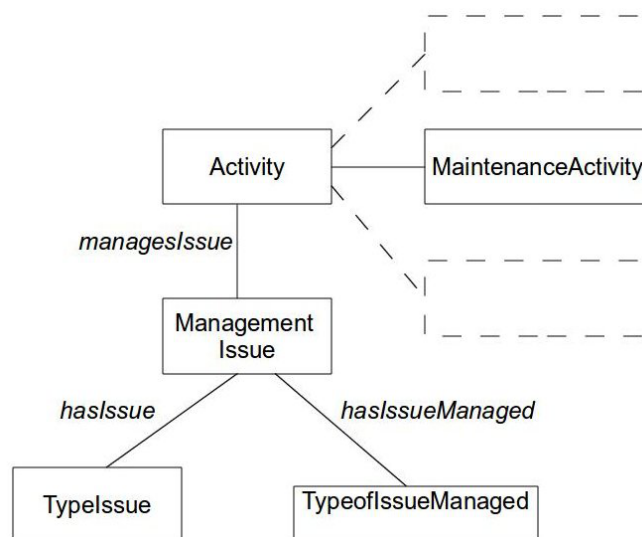 Activity
MaintenanceActivity
managesIssue
Management
Issue
hasIssue
hasIssueManaged
TypeIssue
TypeofIssueManaged